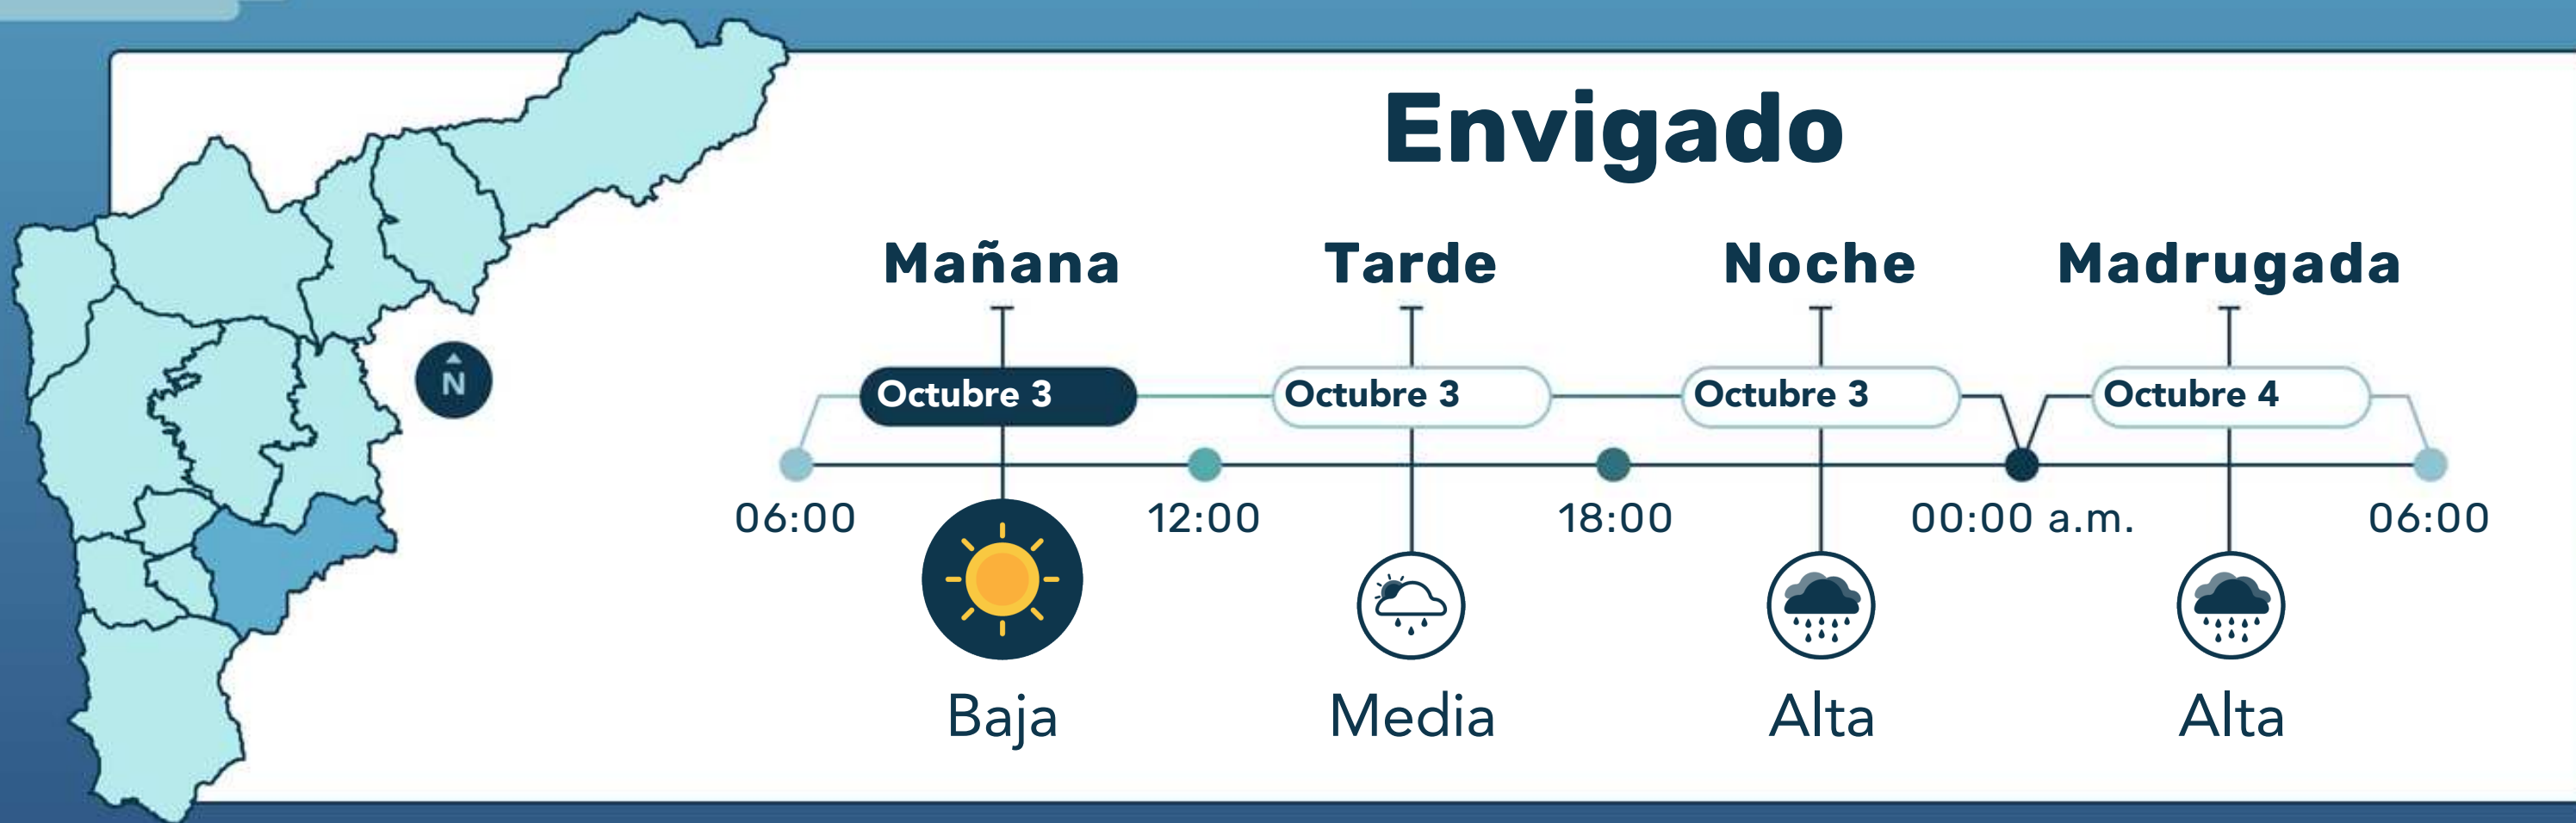 Envigado
Mañana Tarde Noche Madrugada
N
Octubre 3 Octubre 3 Octubre 3 Octubre 4
06:00 12:00 18:00 00:00 a.m. 06:00
Baja Media Alta Alta